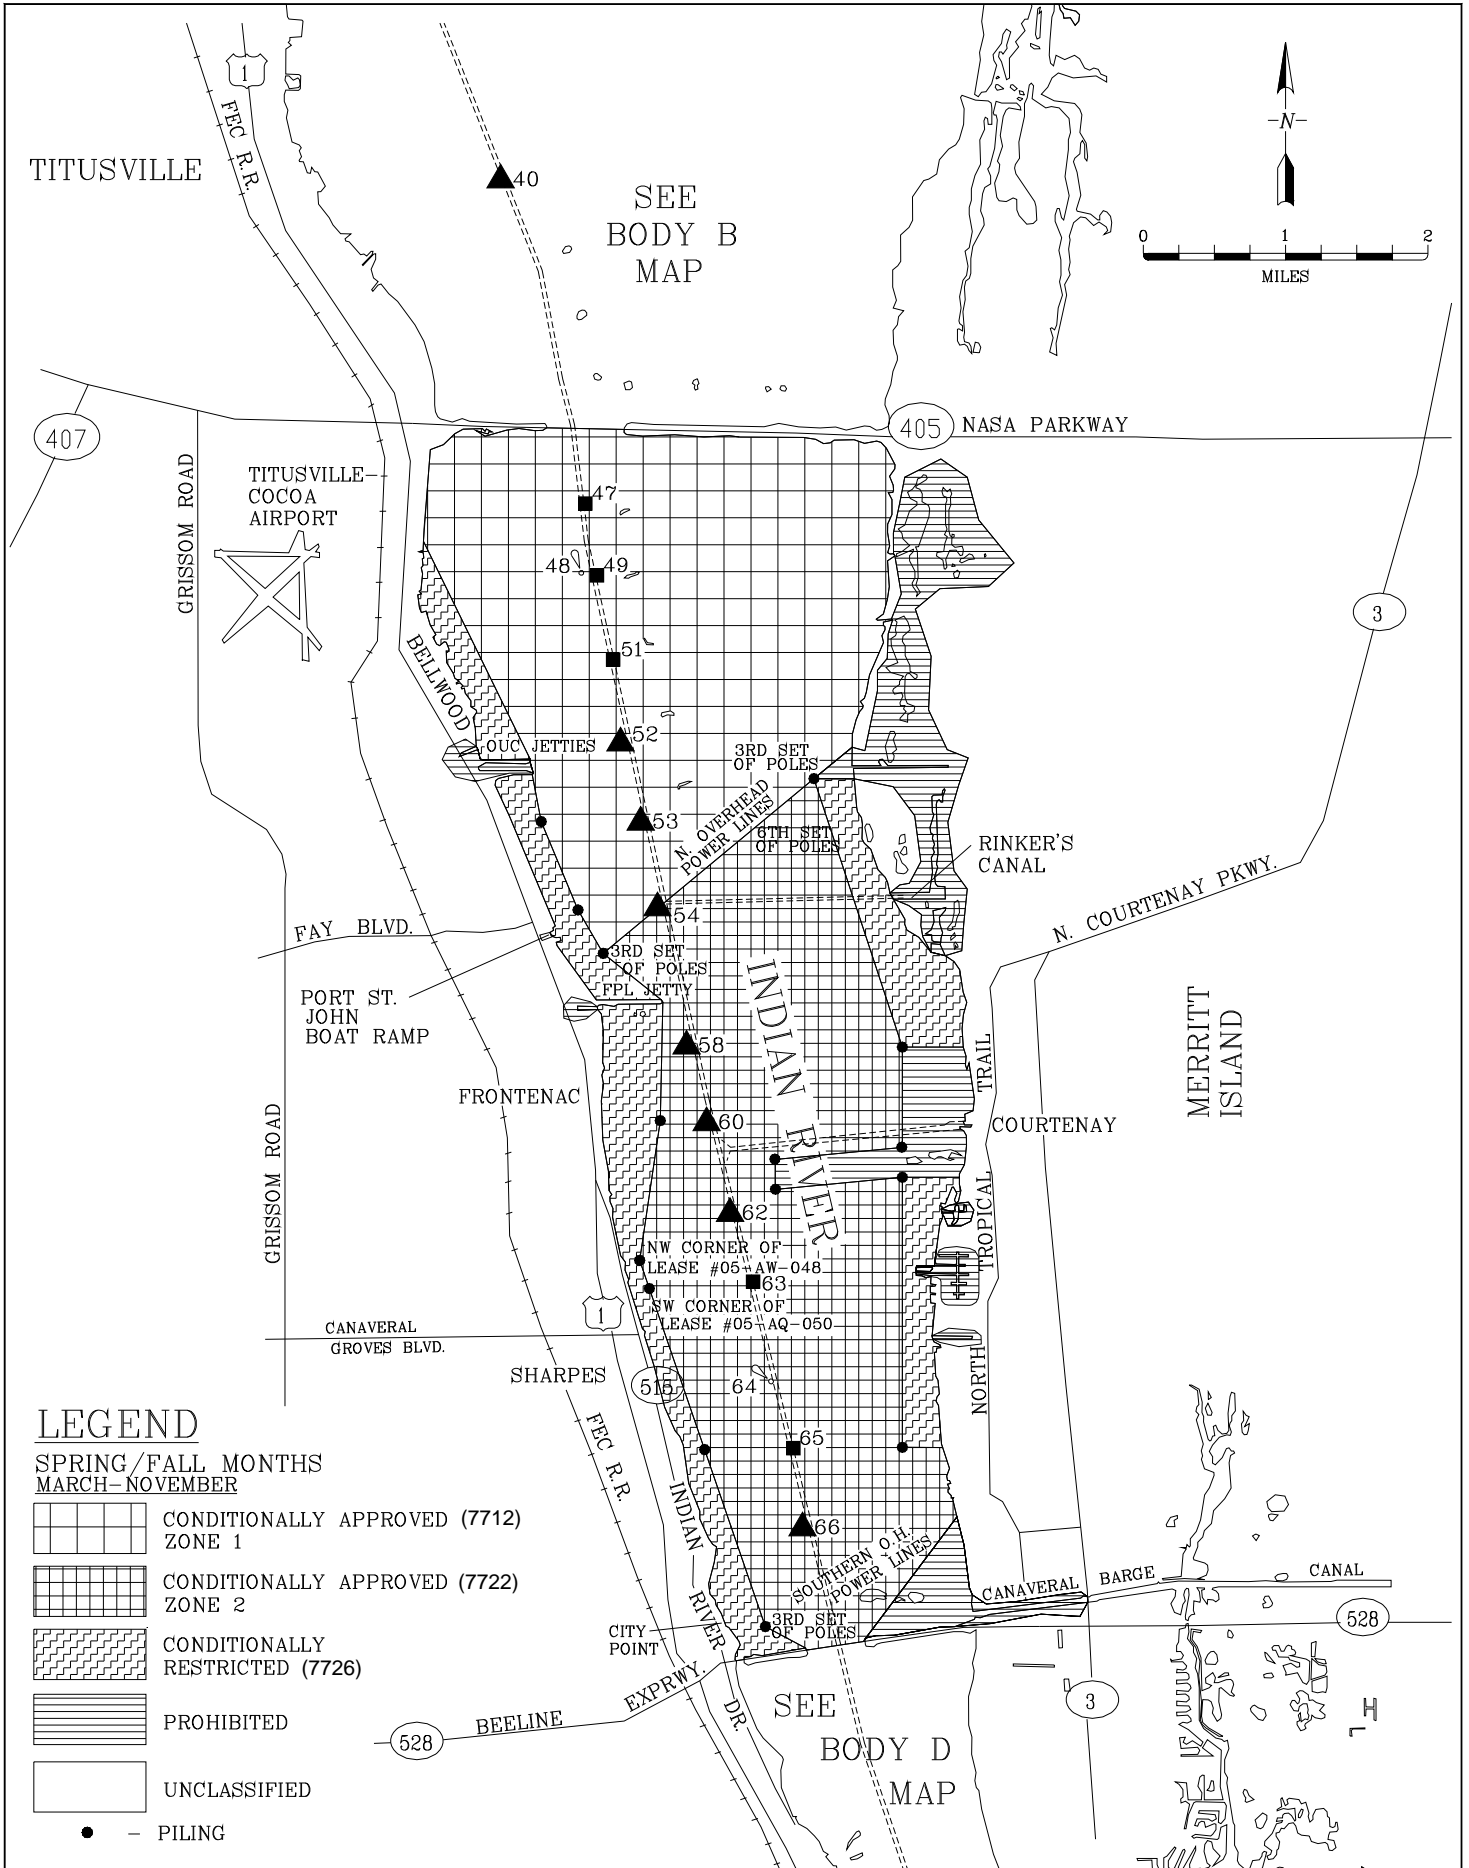 1
FEC R.R.
TITUSVILLE
40
SEE
BODY B
MAP
-N-
0 1 2
MILES
407
405
NASA PARKWAY
GRISSOM ROAD
TITUSVILLE
COCOA
AIRPORT
47
48
49
51
3
BELLWOOD
52
OUC JETTIES
3RD SET
OF POLES
53
N. OVERHEAD
POWER LINES
6TH SET
OF POLES
RINKER'S
CANAL
54
FAY BLVD.
N. COURTENAY PKWY.
3RD SET
OF POLES
FPL JETTY
PORT ST.
JOHN
BOAT RAMP
INDIAN RIVER
58
MERRITT
ISLAND
FRONTENAC
60
COURTENAY
NORTH TROPICAL TRAIL
GRISSOM ROAD
62
NW CORNER OF
LEASE #05-AW-048
63
SW CORNER OF
LEASE #05-AQ-050
1
CANAVERAL
GROVES BLVD.
SHARPES
515
64
65
FEC R.R.
INDIAN RIVER DR.
66
SOUTHERN O.H.
POWER LINES
CANAVERAL BARGE CANAL
3RD SET
OF POLES
CITY
POINT
528
BEELINE EXPRWY.
528
3
SEE
BODY D
MAP
LEGEND
SPRING/FALL MONTHS
MARCH-NOVEMBER
CONDITIONALLY APPROVED (7712)
ZONE 1
CONDITIONALLY APPROVED (7722)
ZONE 2
CONDITIONALLY
RESTRICTED (7726)
PROHIBITED
UNCLASSIFIED
- PILING